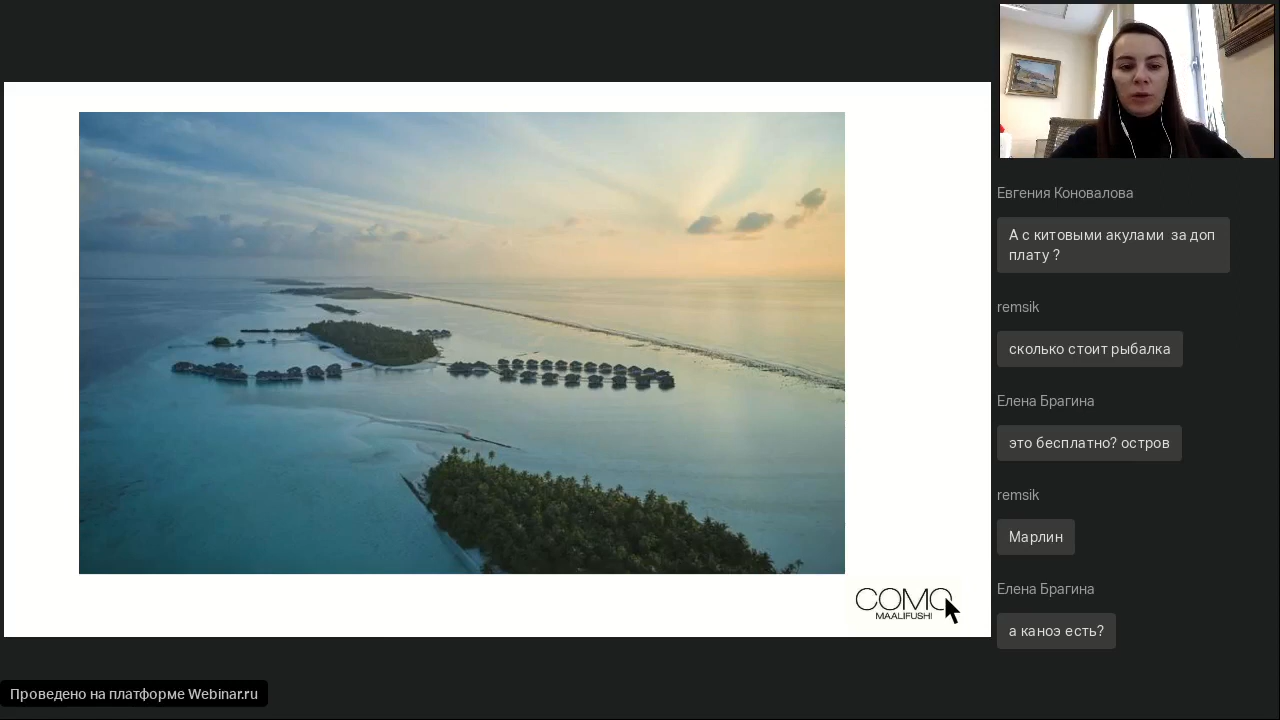 COMO
MAALIFUSHI
Евгения Коновалова
А с китовыми акулами за доп
плату ?
remsik
сколько стоит рыбалка
Елена Брагина
это бесплатно? остров
remsik
Марлин
Елена Брагина
а каноэ есть?
Проведено на платформе Webinar.ru